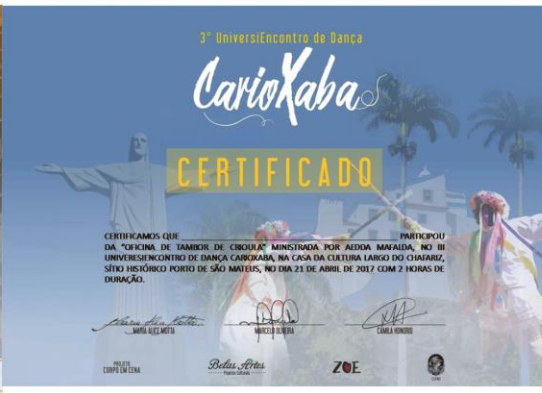 3° UniversiEncontro de Dança
CarioXaba
CERTIFICADO
CERTIFICAMOS QUE PARTICIPOU
DA "OFICINA DE TAMBOR DE CRIOULA" MINISTRADA POR AEDDA MAFALDA, NO III
UNIVERESIENCONTRO DE DANÇA CARIOXABA, NA CASA DA CULTURA LARGO DO CHAFARIZ,
SÍTIO HISTÓRICO PORTO DE SÃO MATEUS, NO DIA 21 DE ABRIL DE 2017 COM 2 HORAS DE
DURAÇÃO.
Maria Alice Motta
MARIA ALICE MOTTA MARCELO OLIVEIRA CAMILA HONORIO
PROJETO
CORPO EM CENA
Belas Artes
ZOE